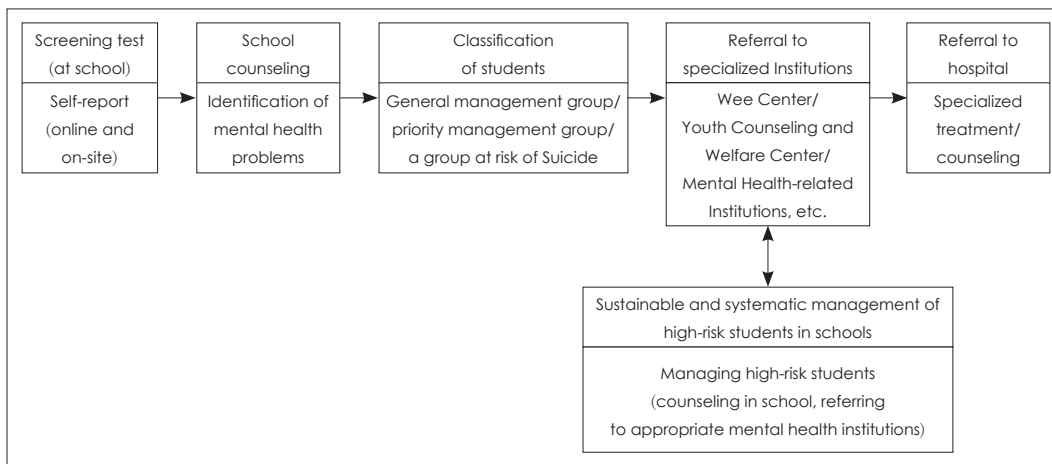 Screening test
(at school)
Self-report
(online and
on-site)
School
counseling
Identification of
mental health
problems
Classification
of students
General management group/
priority management group/
a group at risk of Suicide
Referral to
specialized Institutions
Wee Center/
Youth Counseling and
Welfare Center/
Mental Health-related
Institutions, etc.
Referral to
hospital
Specialized
treatment/
counseling
Sustainable and systematic management of
high-risk students in schools
Managing high-risk students
(counseling in school, referring
to appropriate mental health institutions)